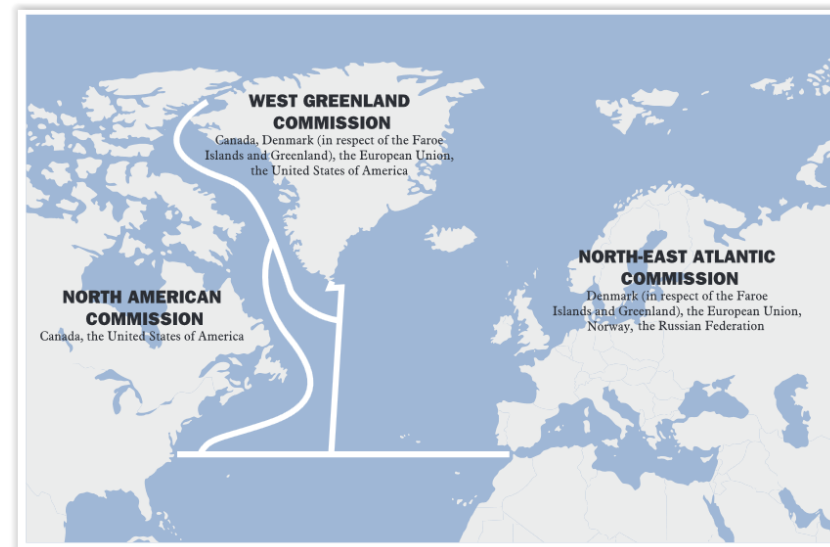 WEST GREENLAND
COMMISSION
Canada, Denmark (in respect of the Faroe
Islands and Greenland), the European Union,
the United States of America
NORTH-EAST ATLANTIC
COMMISSION
Denmark (in respect of the Faroe
Islands and Greenland), the European Union,
Norway, the Russian Federation
NORTH AMERICAN
COMMISSION
Canada, the United States of America